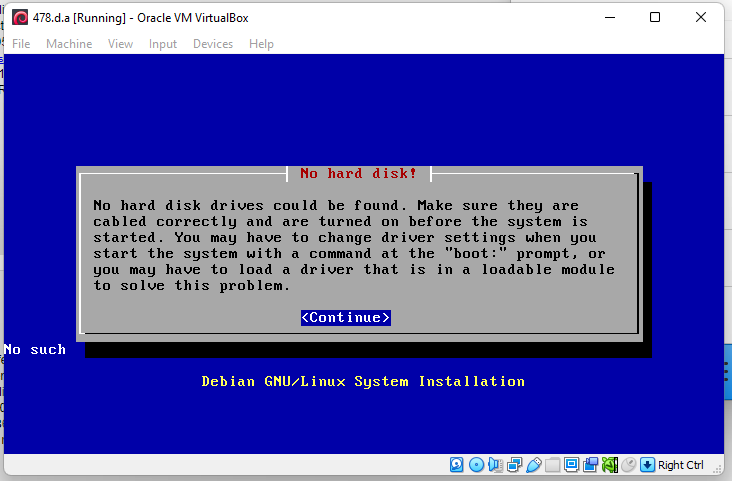 478.d.a [Running] - Oracle VM VirtualBox
File Machine View Input Devices Help
No hard disk!
No hard disk drives could be found. Make sure they are
cabled correctly and are turned on before the system is
started. You may have to change driver settings when you
start the system with a command at the "boot:" prompt, or
you may have to load a driver that is in a loadable module
to solve this problem.
<Continue>
No such
Debian GNU/Linux System Installation
Right Ctrl